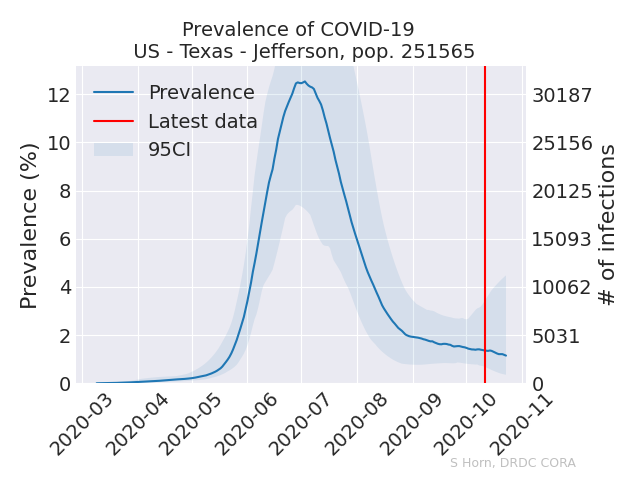 Prevalence of COVID-19
US - Texas - Jefferson, pop. 251565
Prevalence
Latest data
95CI
Prevalence (%)
0
2
4
6
8
10
12
# of infections
0
5031
10062
15093
20125
25156
30187
2020-03
2020-04
2020-05
2020-06
2020-07
2020-08
2020-09
2020-10
2020-11
S Horn, DRDC CORA